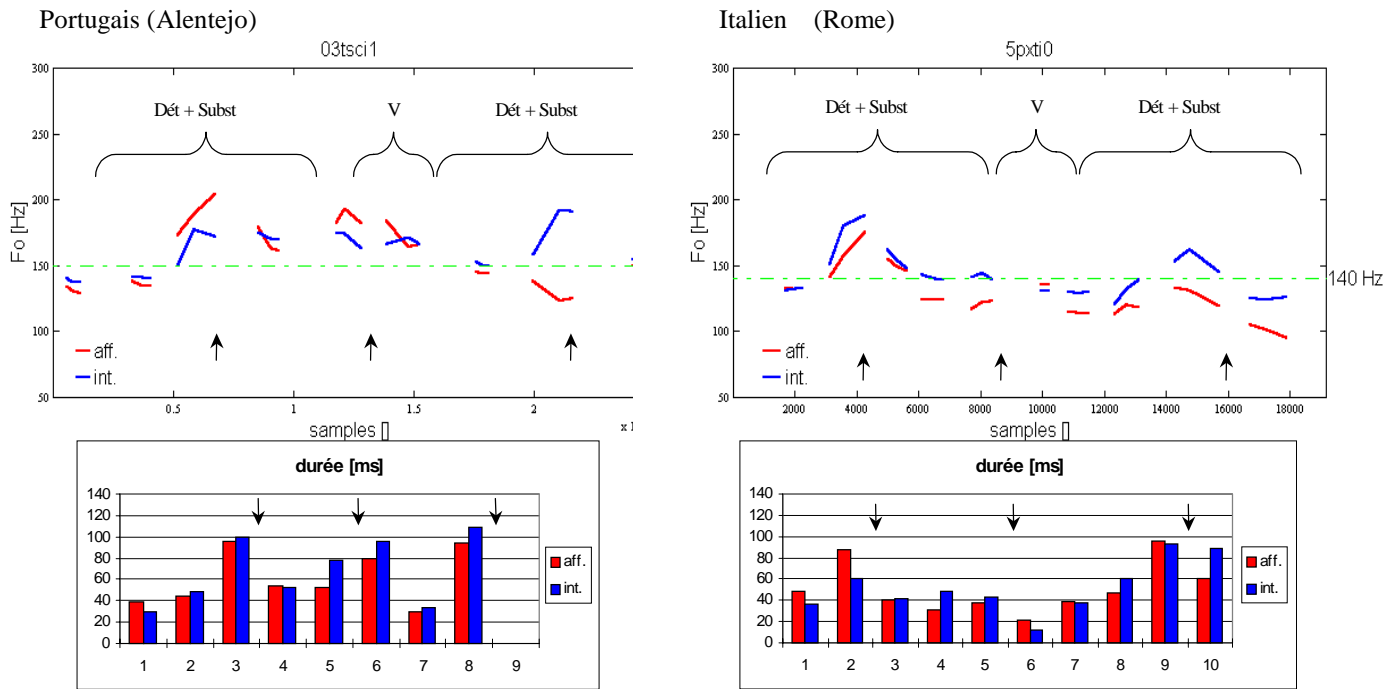 Portugais (Alentejo)
03tsci1
300
250
200
150
100
50
Fo [Hz]
Dét + Subst
V
Dét + Subst
aff.
int.
0.5
1
1.5
2
x 1
samples []
durée [ms]
140
120
100
80
60
40
20
0
1 2 3 4 5 6 7 8 9
aff.
int.
Italien (Rome)
5pxti0
300
250
200
150
100
50
Fo [Hz]
Dét + Subst
V
Dét + Subst
140 Hz
aff.
int.
2000 4000 6000 8000 10000 12000 14000 16000 18000
samples []
durée [ms]
140
120
100
80
60
40
20
0
1 2 3 4 5 6 7 8 9 10
aff.
int.